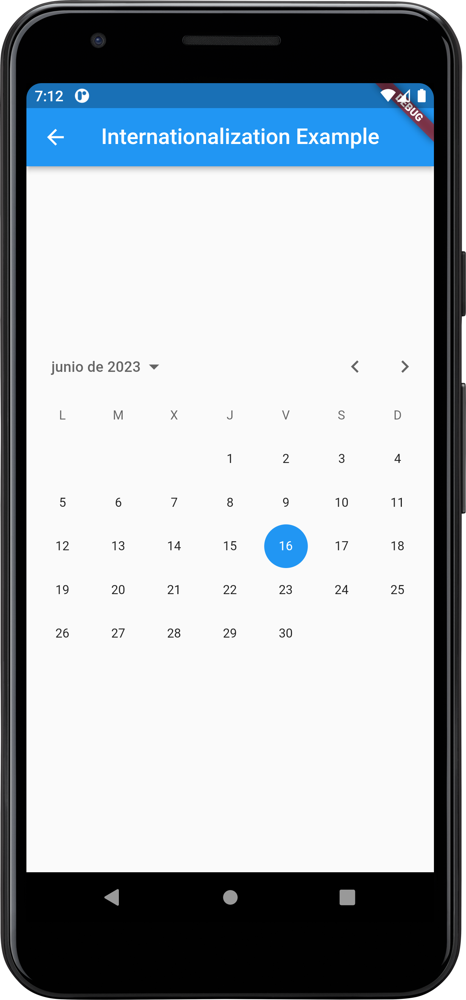 7:12
DEBUG
Internationalization Example
junio de 2023
L M X J V S D
1 2 3 4
5 6 7 8 9 10 11
12 13 14 15 16 17 18
19 20 21 22 23 24 25
26 27 28 29 30